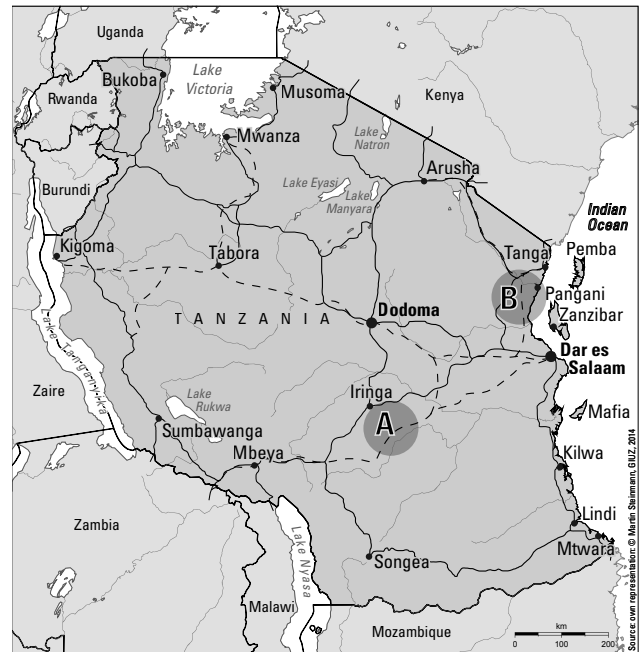 Uganda
Bukoba
Lake
Victoria
Musoma
Kenya
Rwanda
Mwanza
Lake
Natron
Arusha
Burundi
Lake Eyasi
Lake
Manyara
Indian
Ocean
Kigoma
Tabora
Tanga
Pemba
B
Pangani
Zanzibar
TANZANIA
Dodoma
Dar es
Salaam
Lake Tanganyika
Zaire
Lake
Rukwa
Iringa
A
Mafia
Sumbawanga
Mbeya
Kilwa
Zambia
Lindi
Mtwara
Lake Nyasa
Songea
Malawi
Mozambique
km
0 100 200
Source: own representation: © Martin Steinmann, GIUZ, 2014